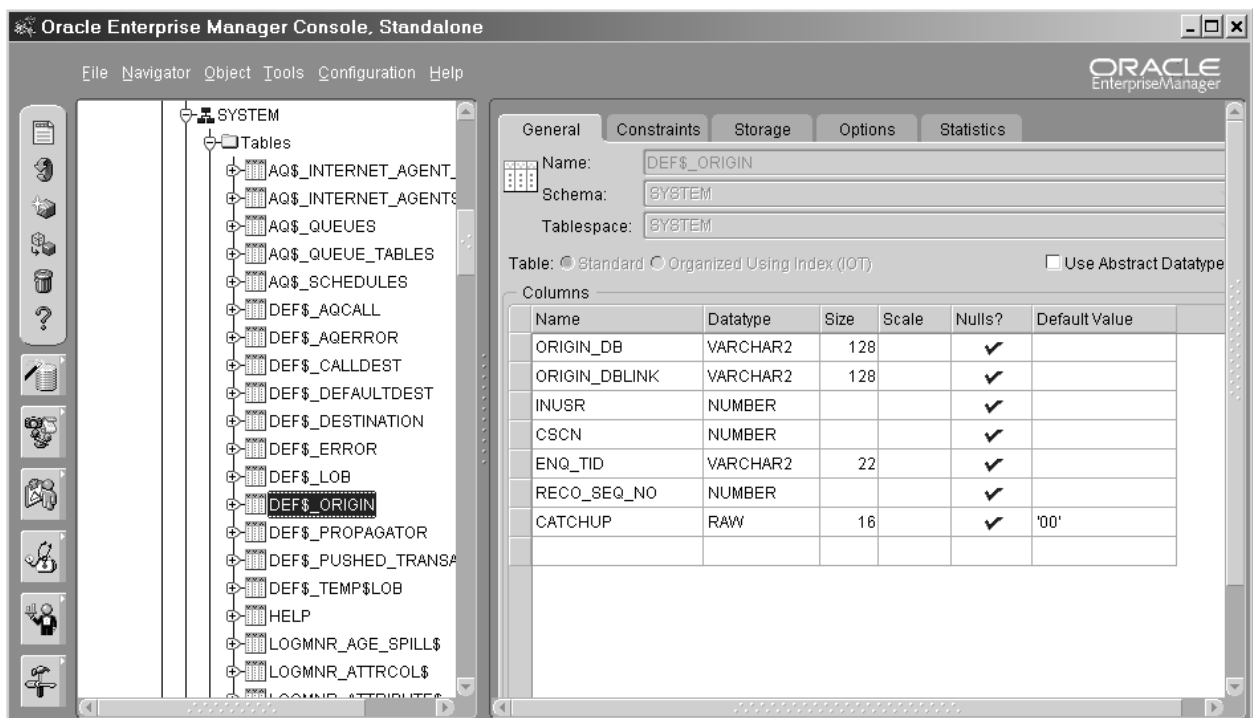 Oracle Enterprise Manager Console, Standalone
File Navigator Object Tools Configuration Help
ORACLE
EnterpriseManager
SYSTEM
Tables
AQ$_INTERNET_AGENT_
AQ$_INTERNET_AGENTS
AQ$_QUEUES
AQ$_QUEUE_TABLES
AQ$_SCHEDULES
DEF$_AQCALL
DEF$_AQERROR
DEF$_CALLDEST
DEF$_DEFAULTDEST
DEF$_DESTINATION
DEF$_ERROR
DEF$_LOB
DEF$_ORIGIN
DEF$_PROPAGATOR
DEF$_PUSHED_TRANSA
DEF$_TEMP$LOB
HELP
LOGMNR_AGE_SPILL$
LOGMNR_ATTRCOL$
LOGMNR_ATTRIBUTE$
General Constraints Storage Options Statistics
Name: DEF$_ORIGIN
Schema: SYSTEM
Tablespace: SYSTEM
Table: Standard Organized Using Index (IOT) Use Abstract Datatype
Columns
Name Datatype Size Scale Nulls? Default Value
ORIGIN_DB VARCHAR2 128 ✔
ORIGIN_DBLINK VARCHAR2 128 ✔
INUSR NUMBER ✔
CSCN NUMBER ✔
ENQ_TID VARCHAR2 22 ✔
RECO_SEQ_NO NUMBER ✔
CATCHUP RAW 16 ✔ '00'